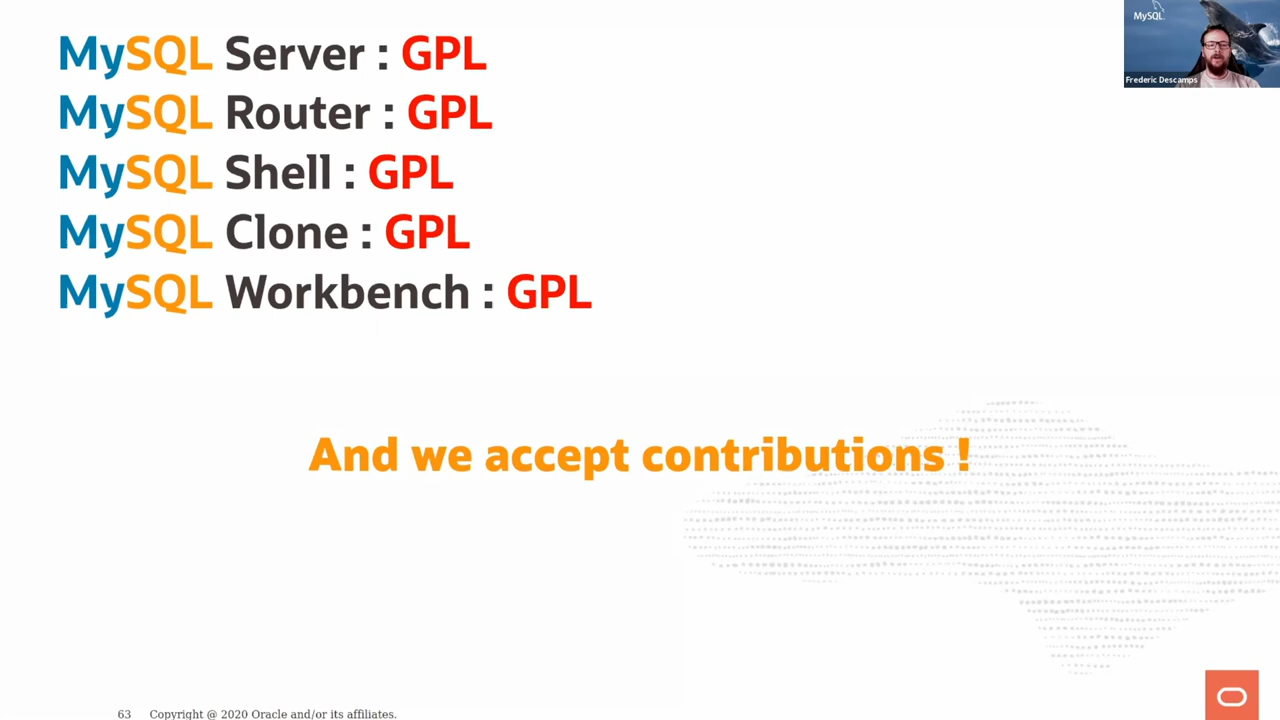 MySQL Server : GPL
MySQL Router : GPL
MySQL Shell : GPL
MySQL Clone : GPL
MySQL Workbench : GPL
And we accept contributions !
63 Copyright @ 2020 Oracle and/or its affiliates.
MySQL
Frederic Descamps